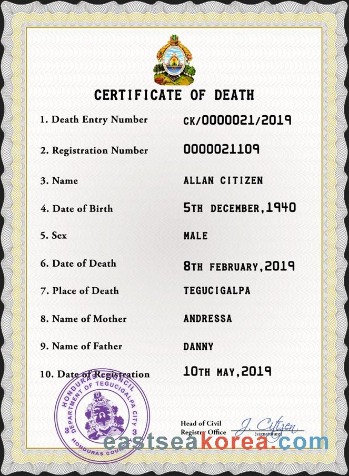 CERTIFICATE OF DEATH
1. Death Entry Number CK/0000021/2019
2. Registration Number 0000021109
3. Name ALLAN CITIZEN
4. Date of Birth 5TH DECEMBER,1940
5. Sex MALE
6. Date of Death 8TH FEBRUARY,2019
7. Place of Death TEGUCIGALPA
8. Name of Mother ANDRESSA
9. Name of Father DANNY
10. Date of Registration 10TH MAY,2019
HONDURAS COUNCIL
DEPARTMENT OF TEGUCIGALPA CITY
HONDURAS COUNCIL
Head of Civil
Registry Office
J. Citizen
eastseakorea.com